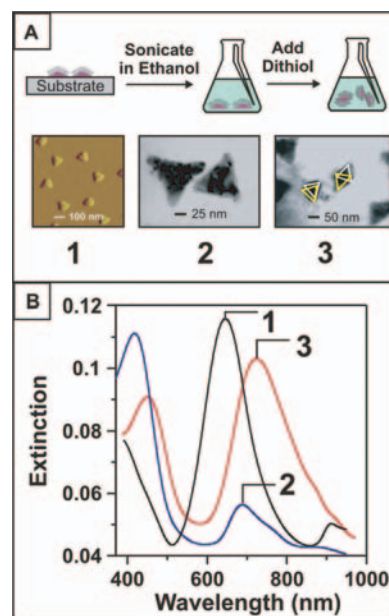 A
Sonicate
in Ethanol
Add
Dithiol
Substrate
100 nm
25 nm
50 nm
1
2
3
B
0.12
0.1
0.08
0.06
0.04
Extinction
1
3
2
400
600
800
1000
Wavelength (nm)